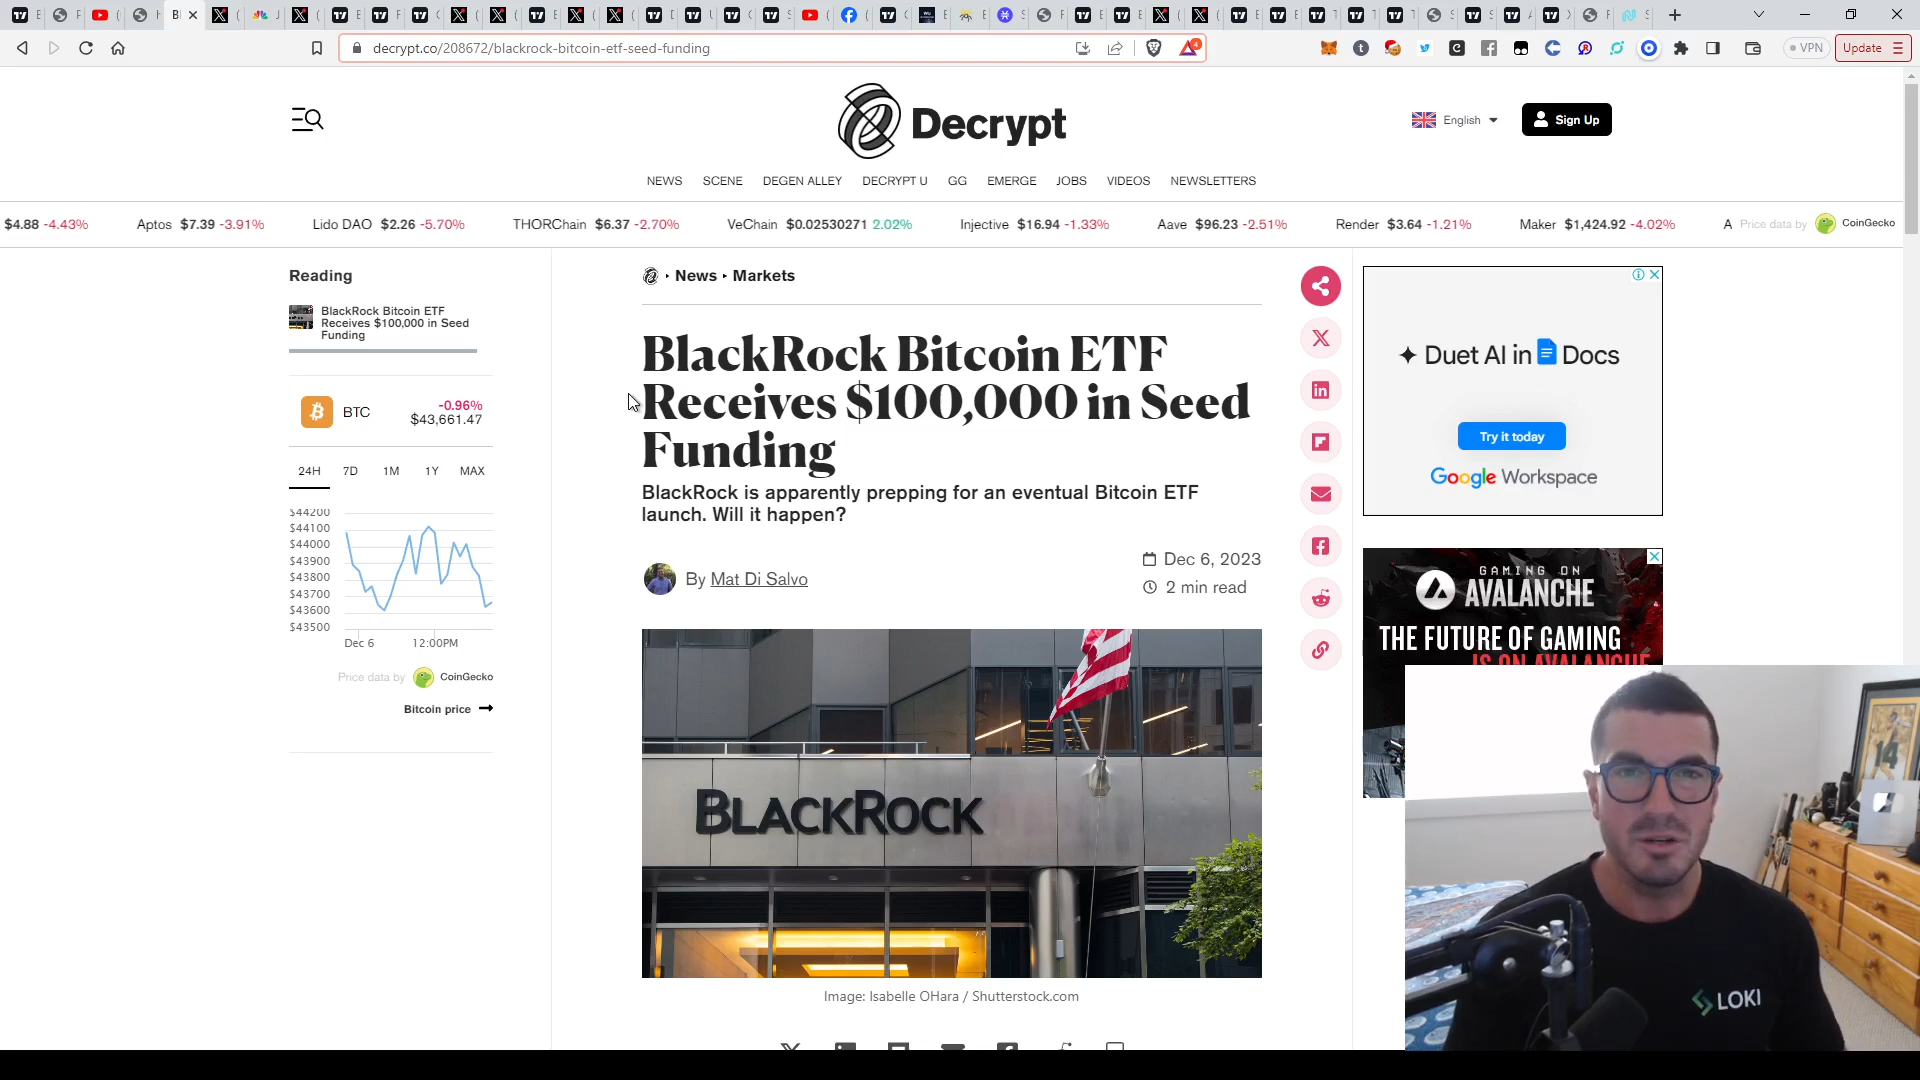 decrypt.co/208672/blackrock-bitcoin-etf-seed-funding
4
VPN
Update
Decrypt
English
Sign Up
NEWS SCENE DEGEN ALLEY DECRYPT U GG EMERGE JOBS VIDEOS NEWSLETTERS
$4.88 -4.43% Aptos $7.39 -3.91% Lido DAO $2.26 -5.70% THORChain $6.37 -2.70% VeChain $0.02530271 2.02% Injective $16.94 -1.33% Aave $96.23 -2.51% Render $3.64 -1.21% Maker $1,424.92 -4.02% A Price data by CoinGecko
Reading
BlackRock Bitcoin ETF
Receives $100,000 in Seed
Funding
BTC
-0.96%
$43,661.47
24H 7D 1M 1Y MAX
$44200
$44100
$44000
$43900
$43800
$43700
$43600
$43500
Dec 6 12:00PM
Price data by CoinGecko
Bitcoin price
News Markets
BlackRock Bitcoin ETF
Receives $100,000 in Seed
Funding
BlackRock is apparently prepping for an eventual Bitcoin ETF
launch. Will it happen?
By Mat Di Salvo
Dec 6, 2023
2 min read
BLACKROCK
Image: Isabelle OHara / Shutterstock.com
Duet AI in Docs
Try it today
Google Workspace
GAMING ON
AVALANCHE
THE FUTURE OF GAMING
IS ON AVALANCHE
14
LOKI